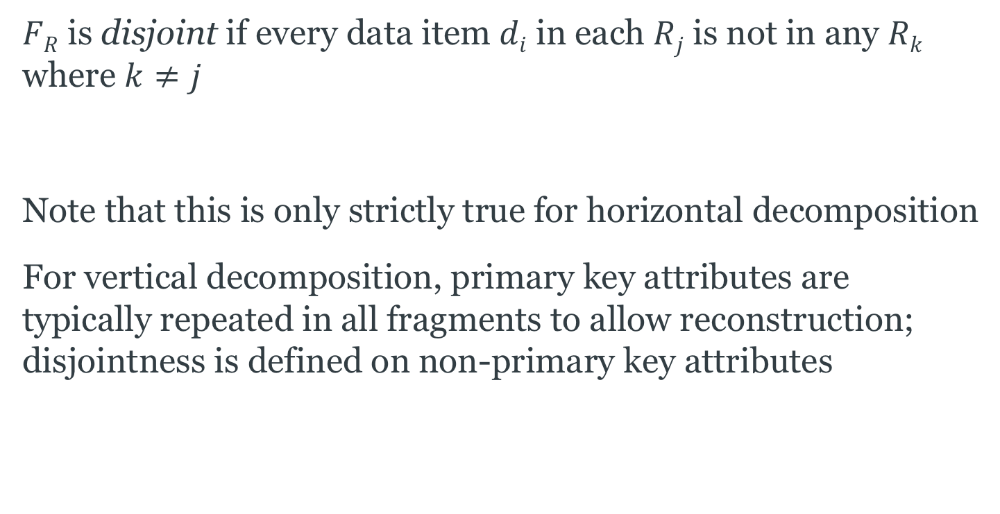 F_R is disjoint if every data item d_i in each R_j is not in any R_k
where k ≠ j
Note that this is only strictly true for horizontal decomposition
For vertical decomposition, primary key attributes are
typically repeated in all fragments to allow reconstruction;
disjointness is defined on non-primary key attributes